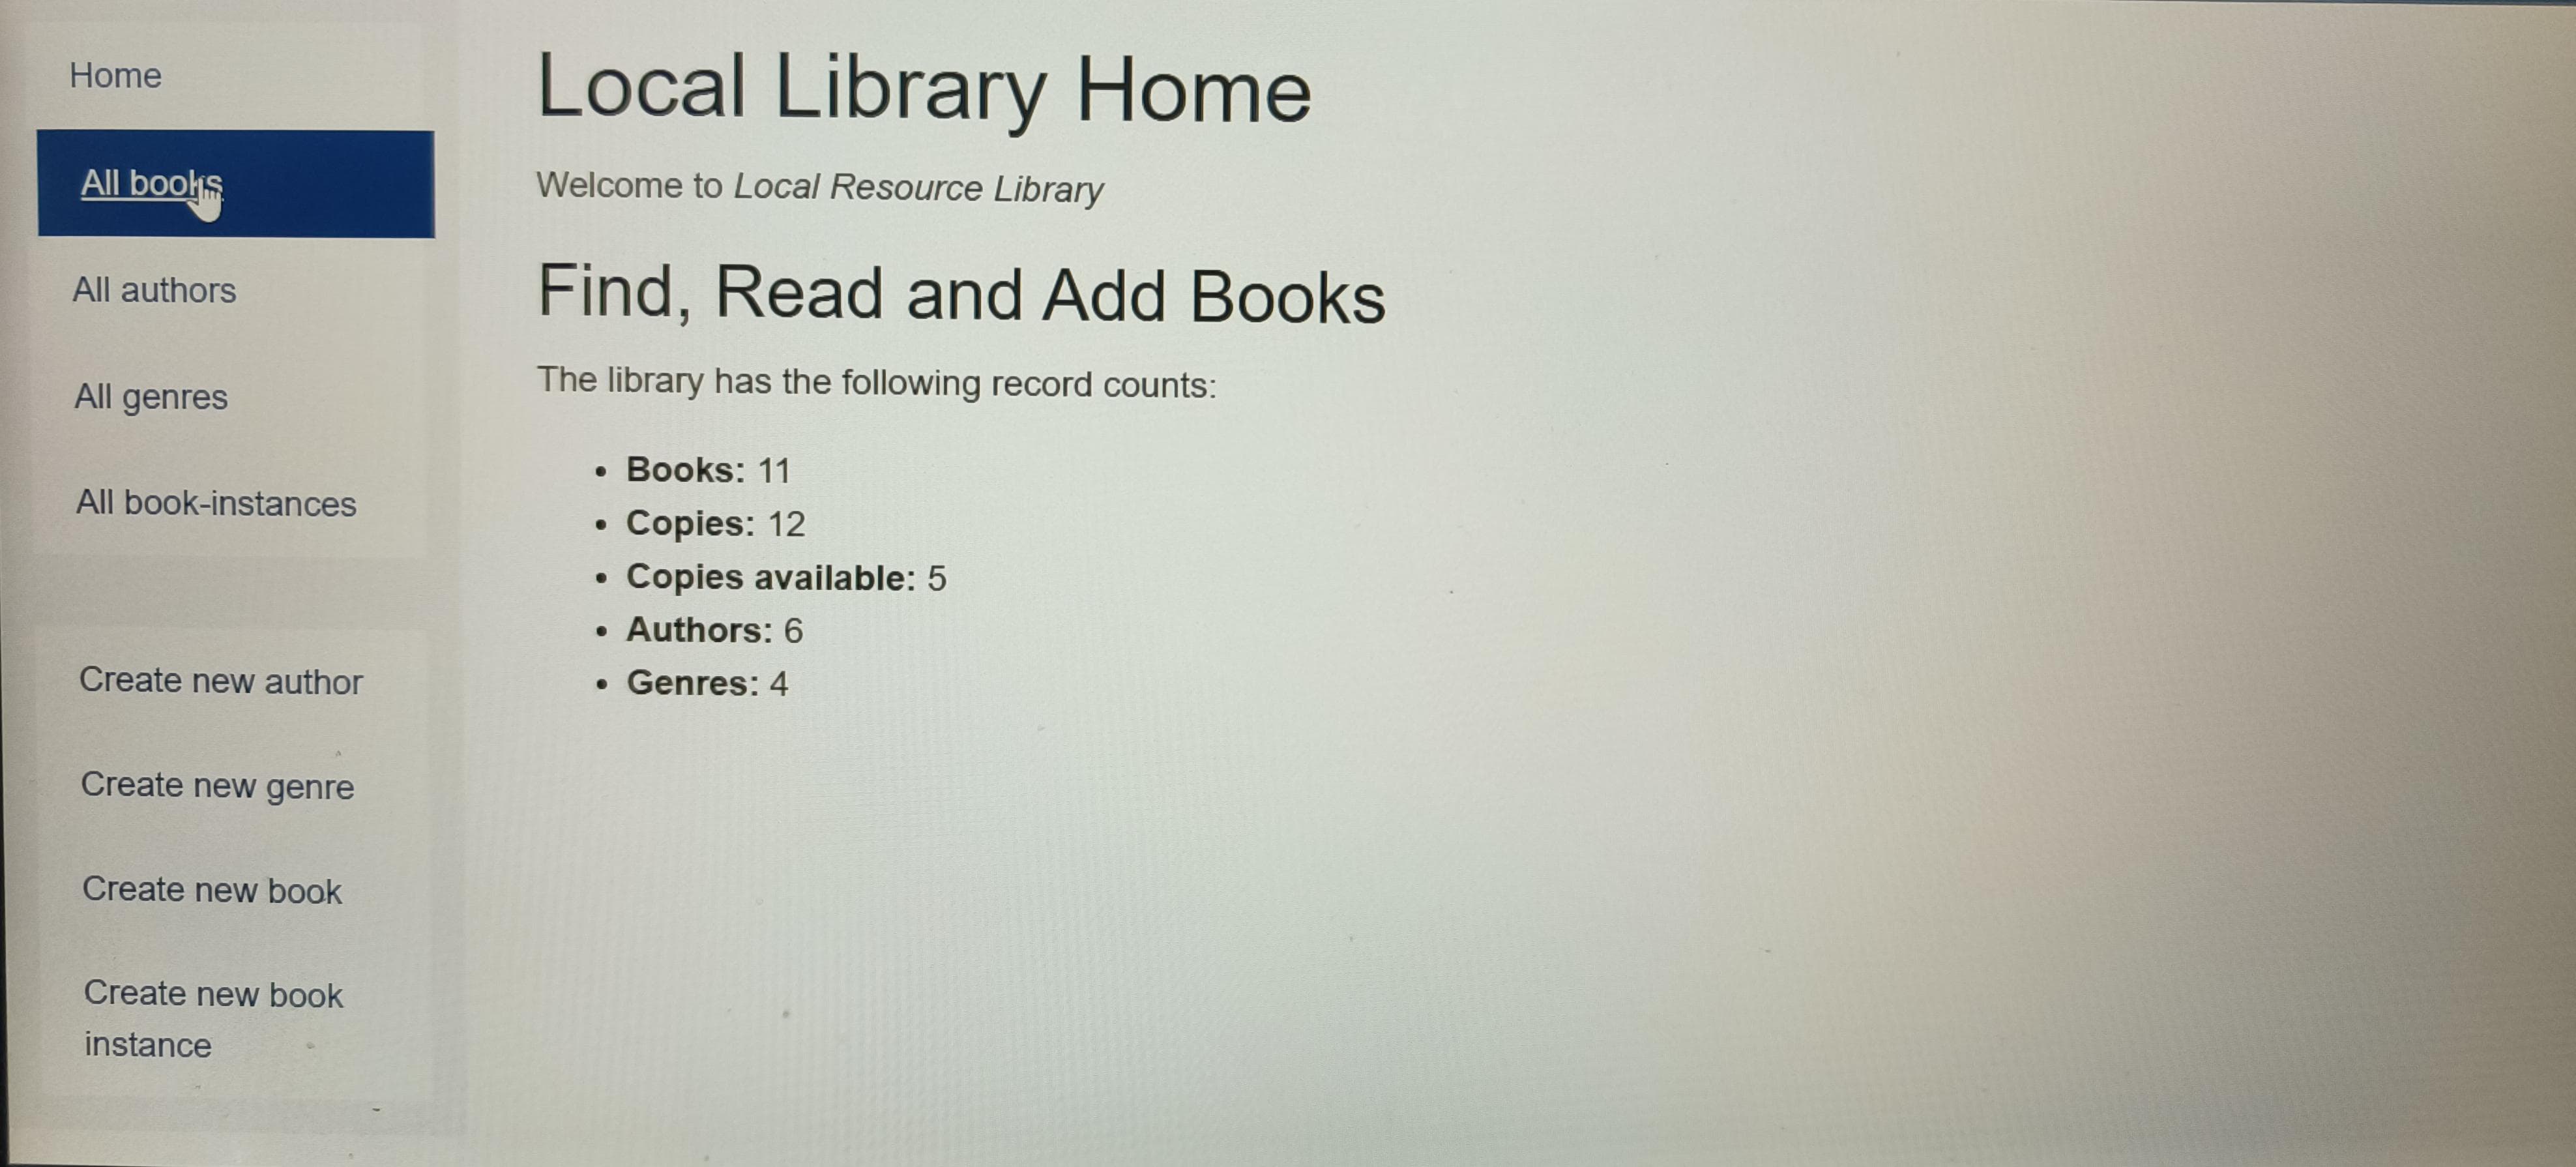 Home
All books
All authors
All genres
All book-instances
Create new author
Create new genre
Create new book
Create new book
instance
Local Library Home
Welcome to Local Resource Library
Find, Read and Add Books
The library has the following record counts:
• Books: 11
• Copies: 12
• Copies available: 5
• Authors: 6
• Genres: 4